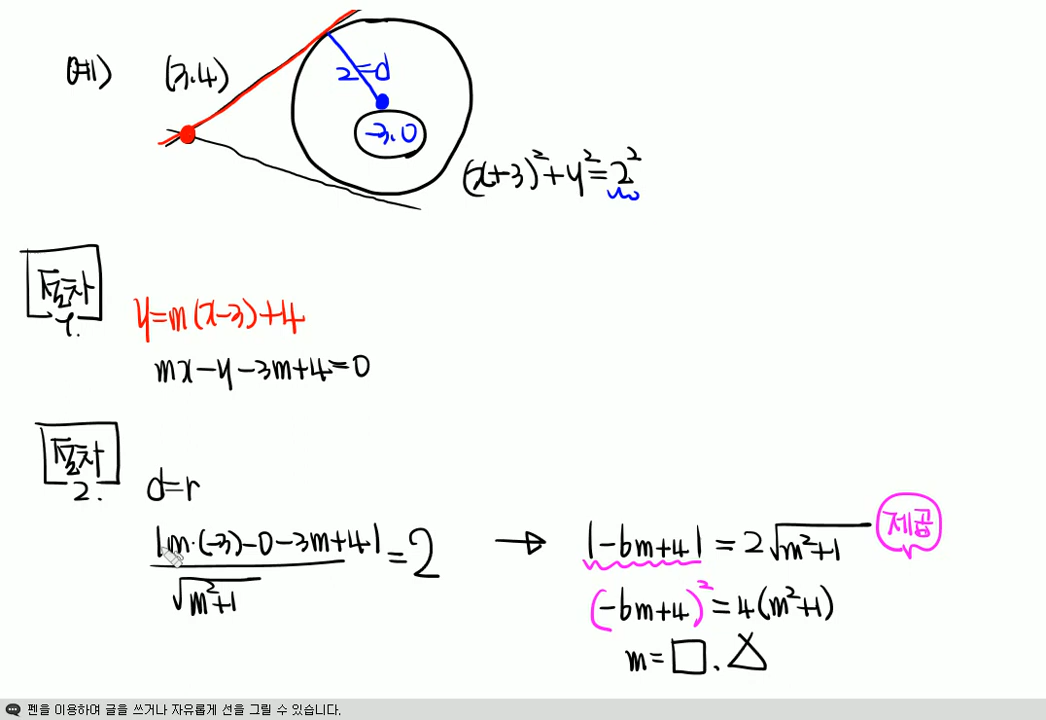 예1) (3.4)
2=d
-3.0
(x+3)²+y²=2²
절차 1.
y=m(x-3)+4
mx-y-3m+4=0
절차 2.
d=r
|m·(-3)-0-3m+4| / √m²+1 = 2 → |-6m+4| = 2√m²+1 제곱
(-6m+4)² = 4(m²+1)
m=□.△
펜을 이용하여 글을 쓰거나 자유롭게 선을 그릴 수 있습니다.